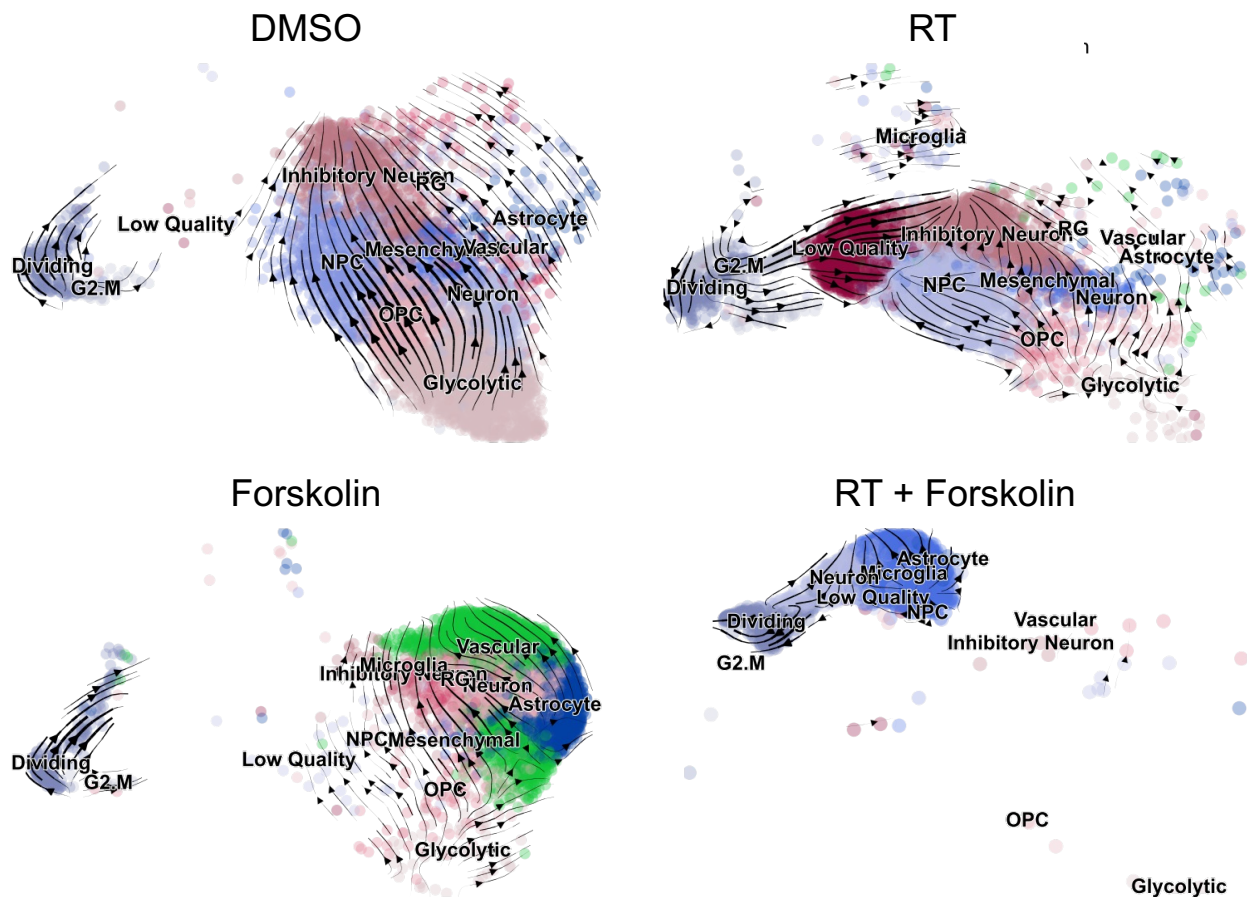 DMSO
Inhibitory Neuron
RG
Low Quality
Astrocyte
Mesenchymal
Vascular
NPC
Dividing
G2.M
Neuron
OPC
Glycolytic
RT
Microglia
Inhibitory Neuron
RG
Low Quality
Vascular
Astrocyte
G2.M
Dividing
NPC
Mesenchymal
Neuron
OPC
Glycolytic
Forskolin
Vascular
Microglia
Inhibitory Neuron
RG
Neuron
Astrocyte
NPC
Mesenchymal
Low Quality
Dividing
G2.M
OPC
Glycolytic
RT + Forskolin
Astrocyte
Neuron
Microglia
Low Quality
NPC
Dividing
G2.M
Vascular
Inhibitory Neuron
OPC
Glycolytic